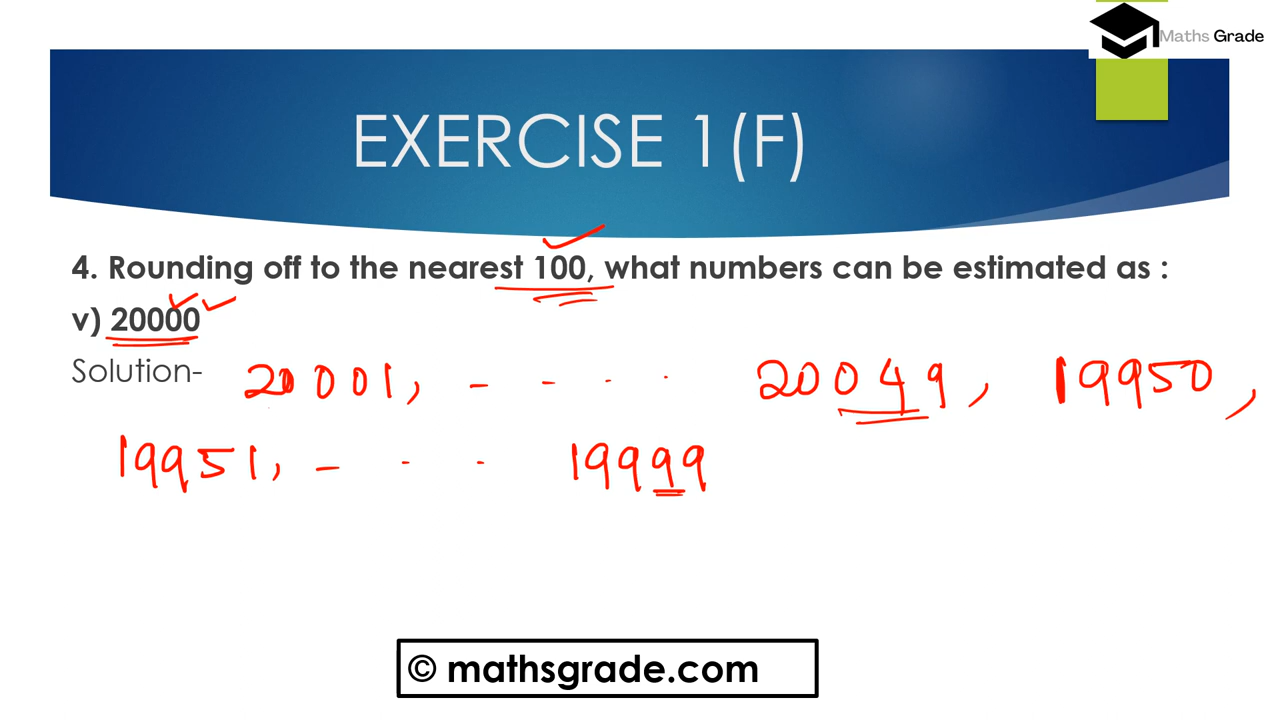 Maths Grade
EXERCISE 1(F)
4. Rounding off to the nearest 100, what numbers can be estimated as :
v) 20000
Solution- 20001, - - · · · 20049, 19950,
19951, - · · 19999
© mathsgrade.com